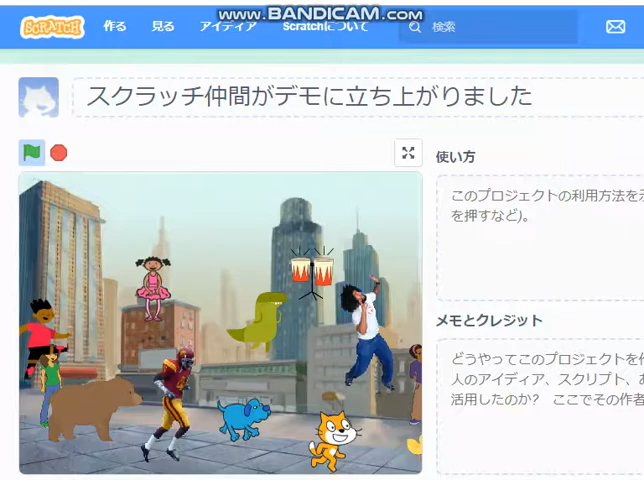 www.BANDICAM.com
SCRATCH 作る 見る アイディア Scratchについて 検索
スクラッチ仲間がデモに立ち上がりました
使い方
このプロジェクトの利用方法を
を押すなど)。
メモとクレジット
どうやってこのプロジェクトを
人のアイディア、スクリプト、
活用したのか? ここでその作者